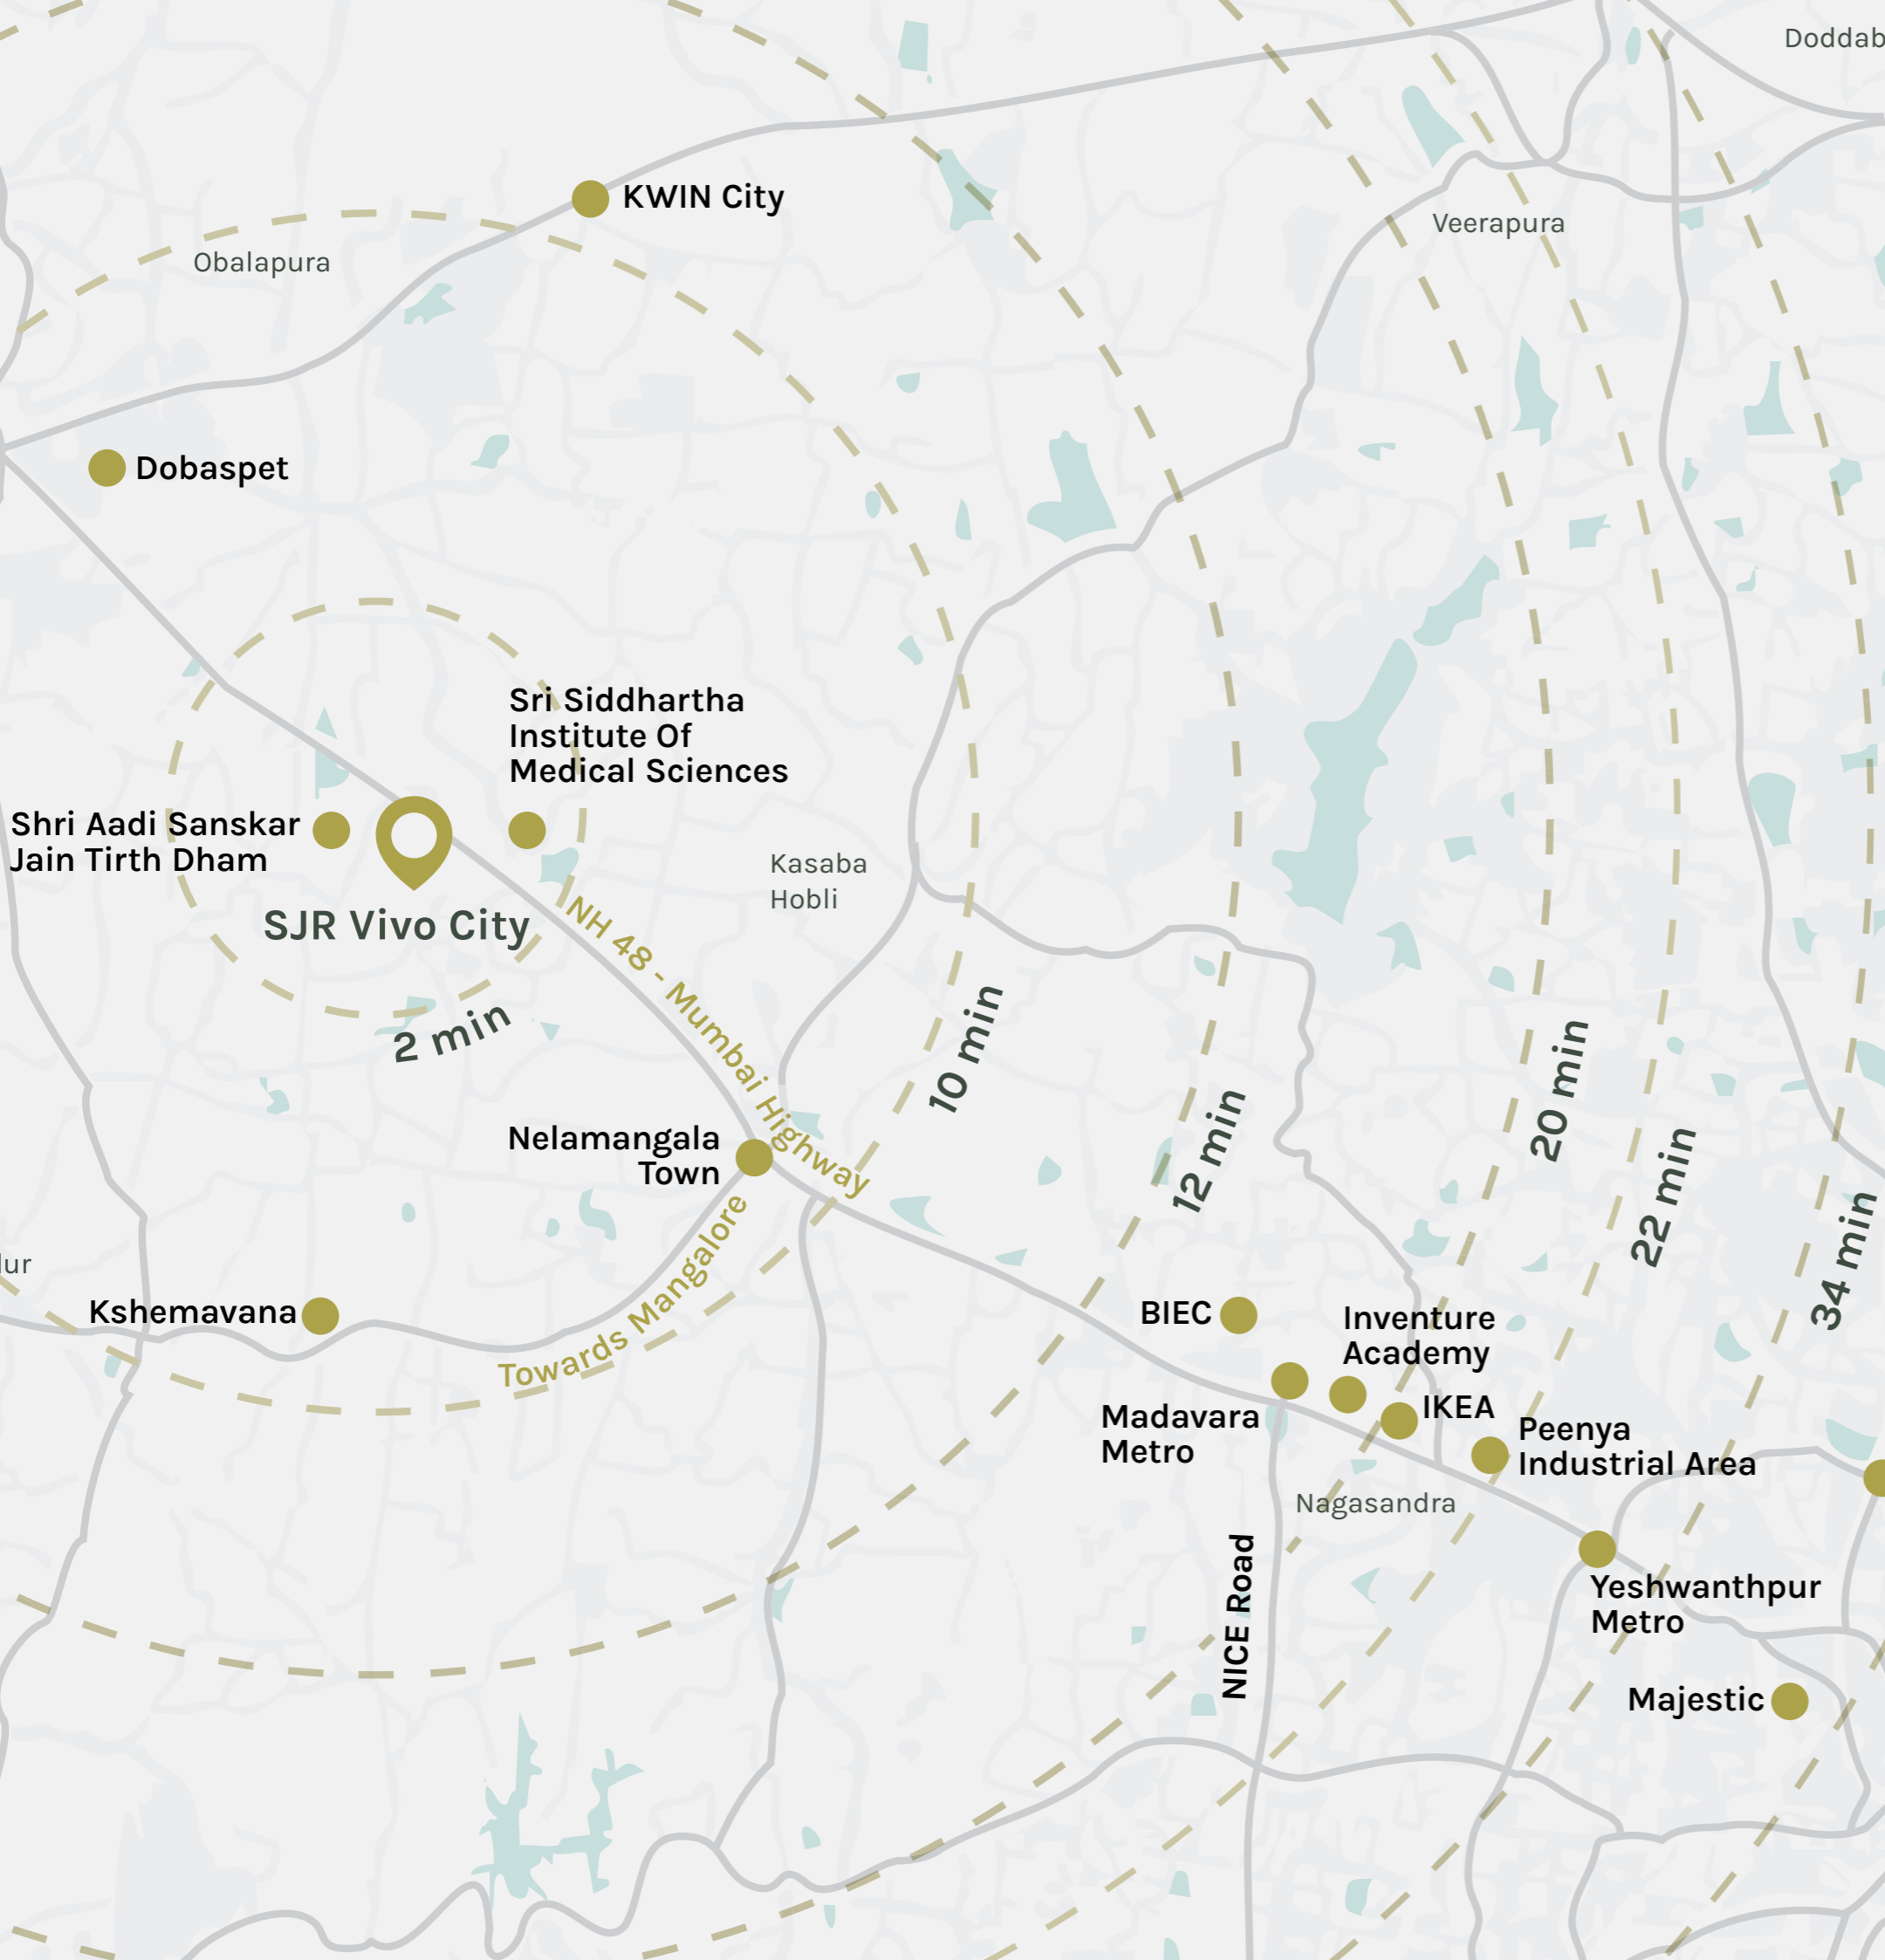 Doddab
KWIN City
Veerapura
Obalapura
Dobaspet
Sri Siddhartha
Institute Of
Medical Sciences
Shri Aadi Sanskar
Jain Tirth Dham
Kasaba
Hobli
SJR Vivo City
NH 48 - Mumbai Highway
2 min
10 min
12 min
20 min
22 min
34 min
Nelamangala
Town
Towards Mangalore
lur
Kshemavana
BIEC
Inventure
Academy
IKEA
Madavara
Metro
Peenya
Industrial Area
Nagasandra
NICE Road
Yeshwanthpur
Metro
Majestic